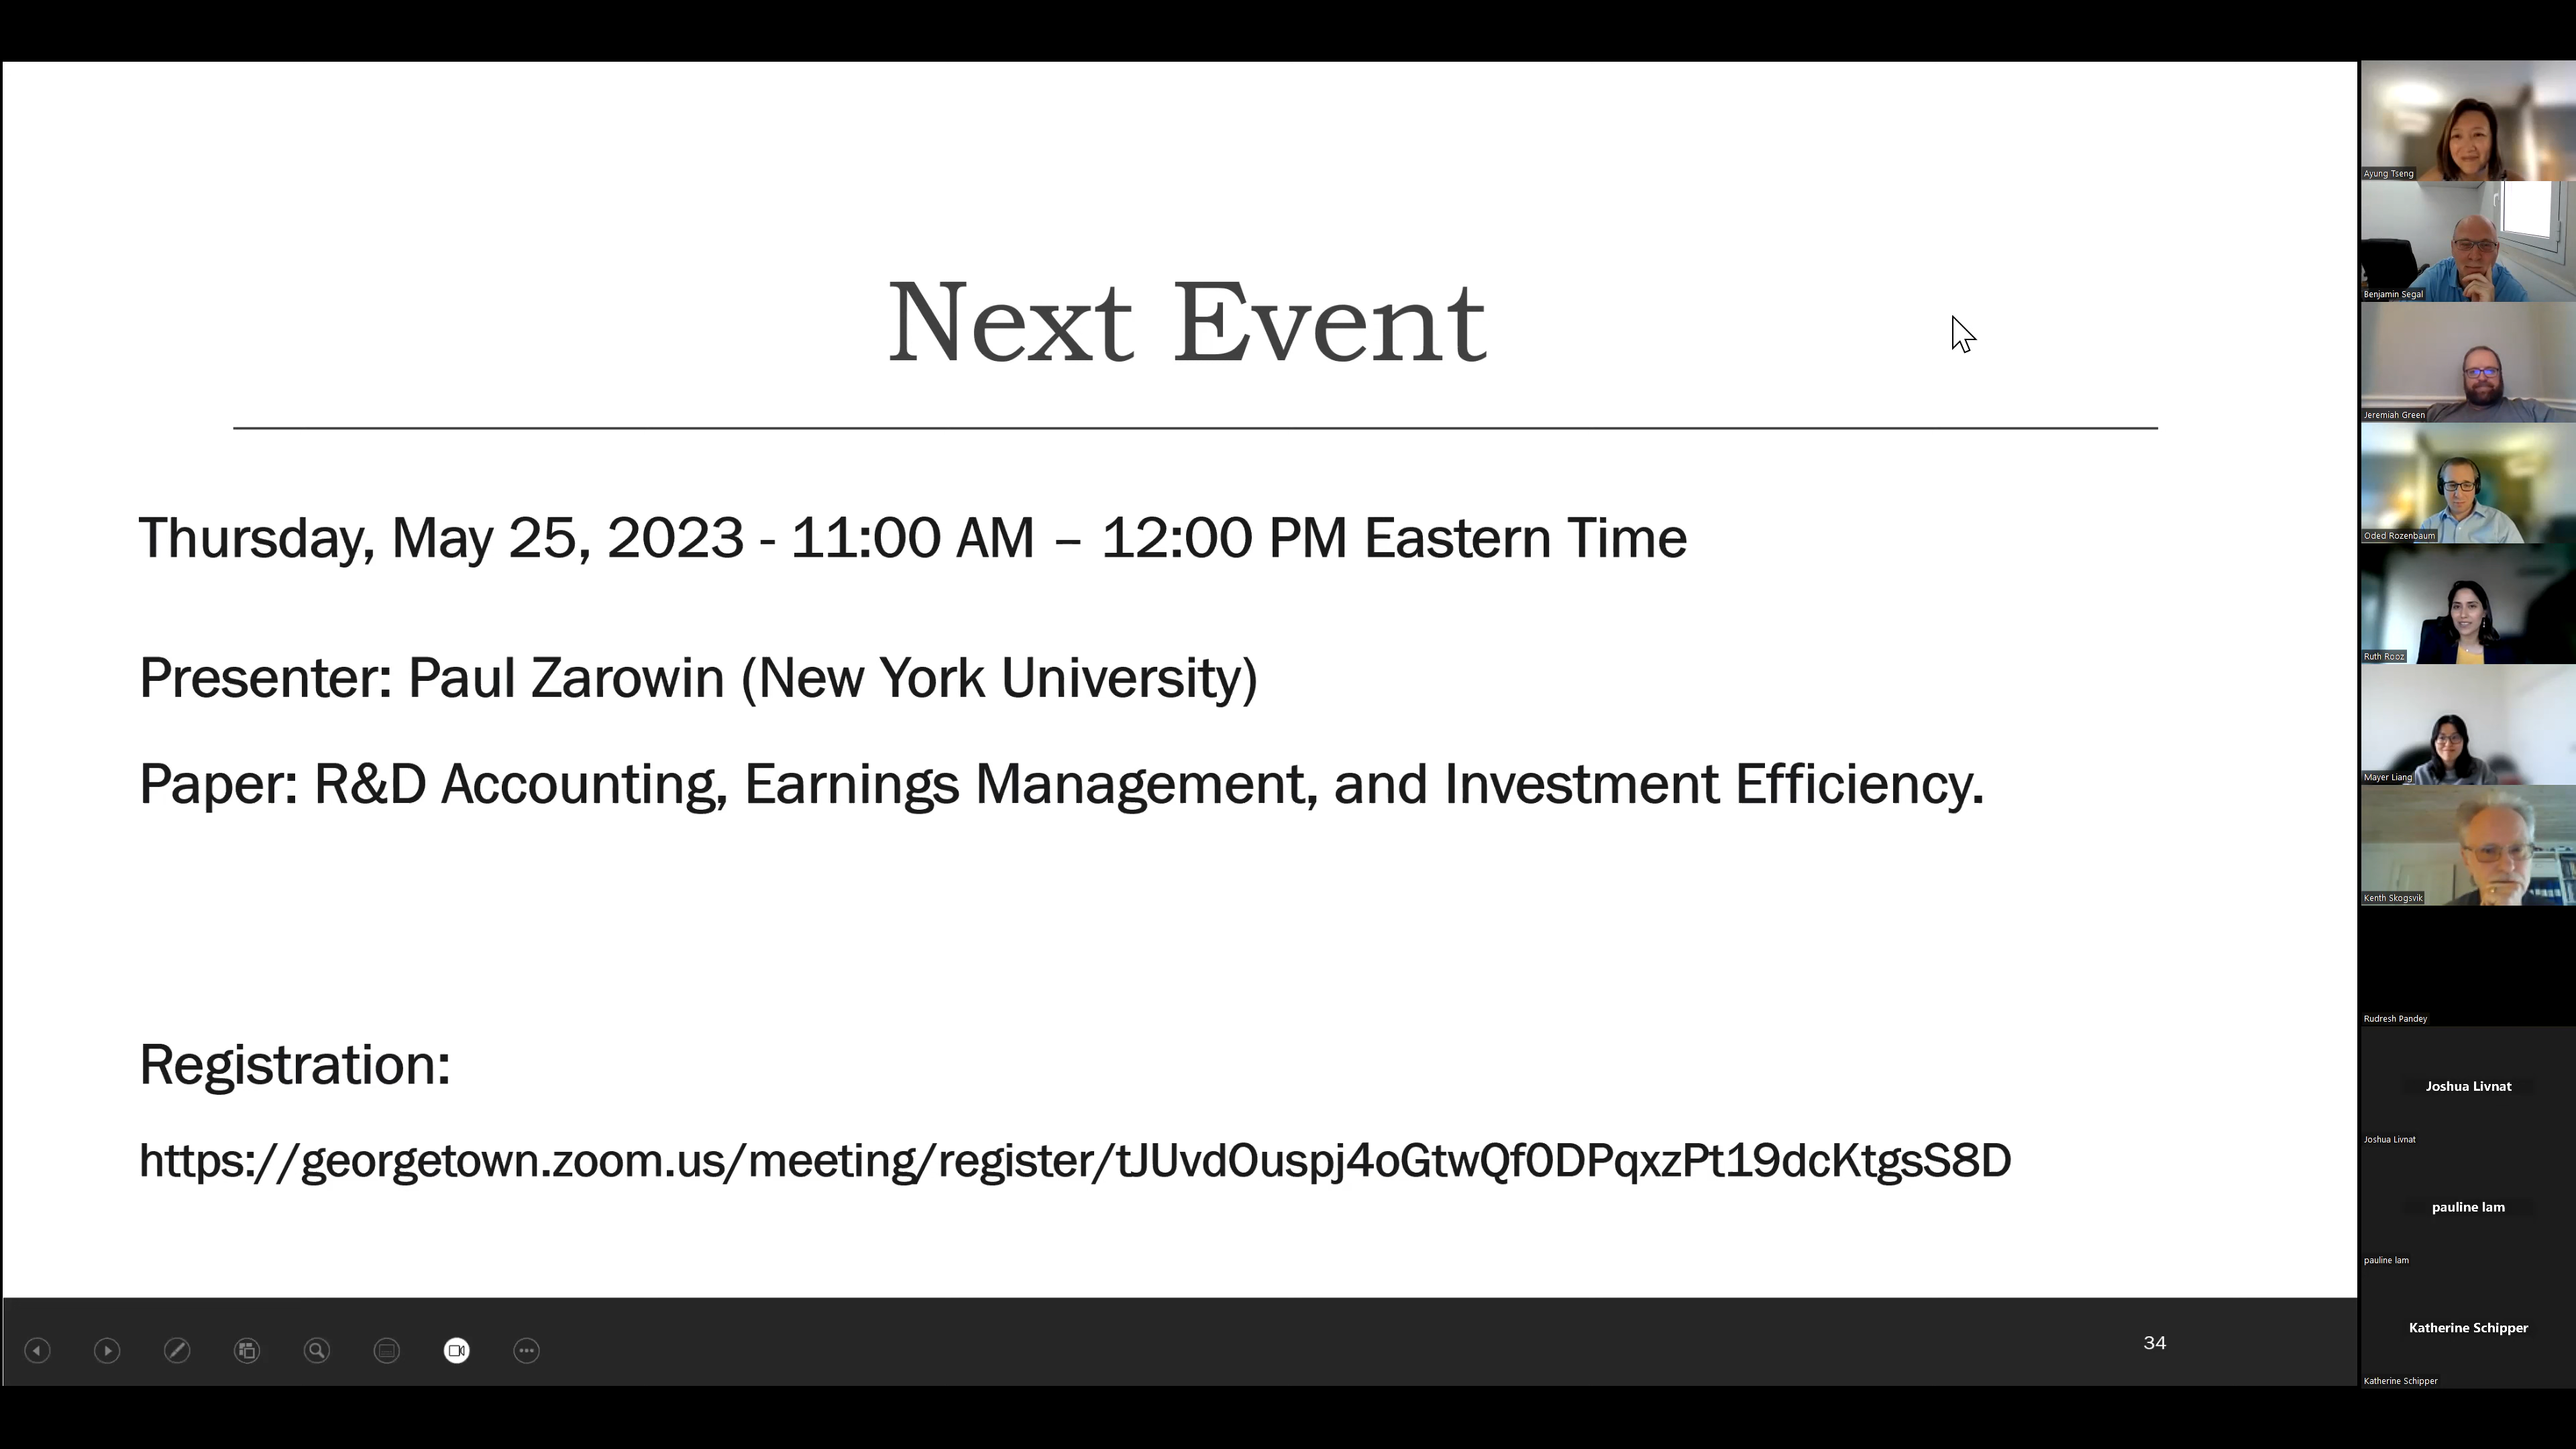 Next Event
Thursday, May 25, 2023 - 11:00 AM – 12:00 PM Eastern Time
Presenter: Paul Zarowin (New York University)
Paper: R&D Accounting, Earnings Management, and Investment Efficiency.
Registration:
https://georgetown.zoom.us/meeting/register/tJUvdOuspj4oGtwQf0DPqxzPt19dcKtgsS8D
34
Ayung Tseng
Benjamin Segal
Jeremiah Green
Oded Rozenbaum
Ruth Rooz
Mayer Liang
Kenth Skogsvik
Rudresh Pandey
Joshua Livnat
Joshua Livnat
pauline lam
pauline lam
Katherine Schipper
Katherine Schipper